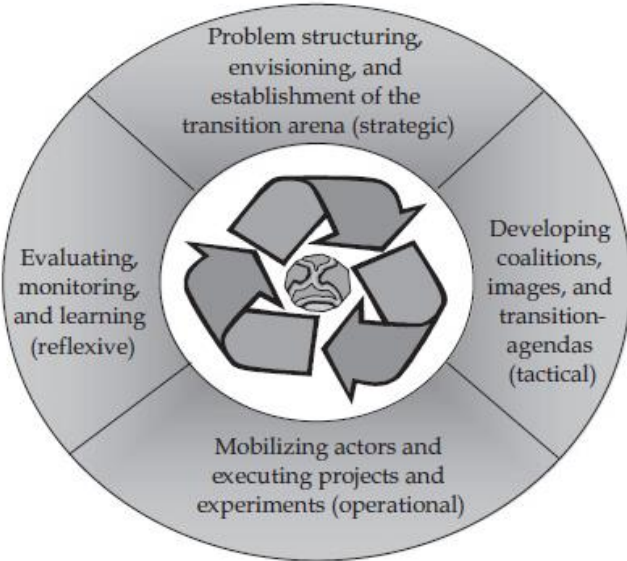 Problem structuring,
envisioning, and
establishment of the
transition arena (strategic)
Developing
coalitions,
images, and
transition-
agendas
(tactical)
Mobilizing actors and
executing projects and
experiments (operational)
Evaluating,
monitoring,
and learning
(reflexive)